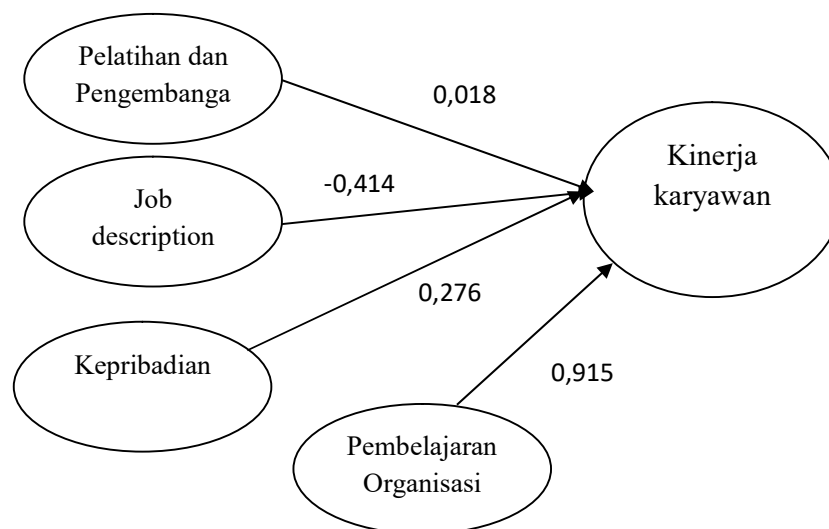 Pelatihan dan
Pengembanga
0,018
Kinerja
karyawan
Job
description
-0,414
0,276
Kepribadian
0,915
Pembelajaran
Organisasi